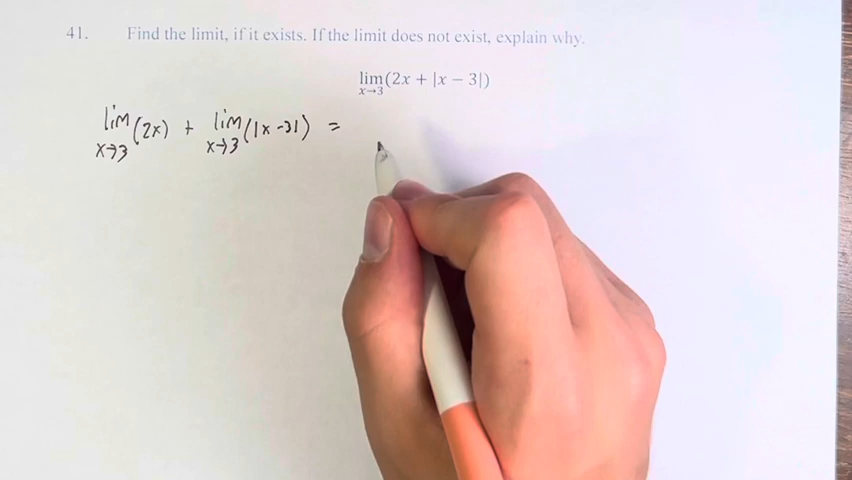 41. Find the limit, if it exists. If the limit does not exist, explain why.
lim(2x + |x − 3|)
x→3
lim(2x) + lim(|x-3|) =
x→3 x→3